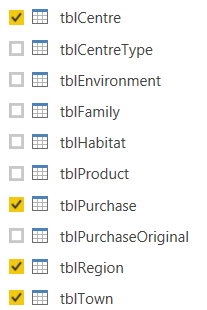 tblCentre
tblCentreType
tblEnvironment
tblFamily
tblHabitat
tblProduct
tblPurchase
tblPurchaseOriginal
tblRegion
tblTown